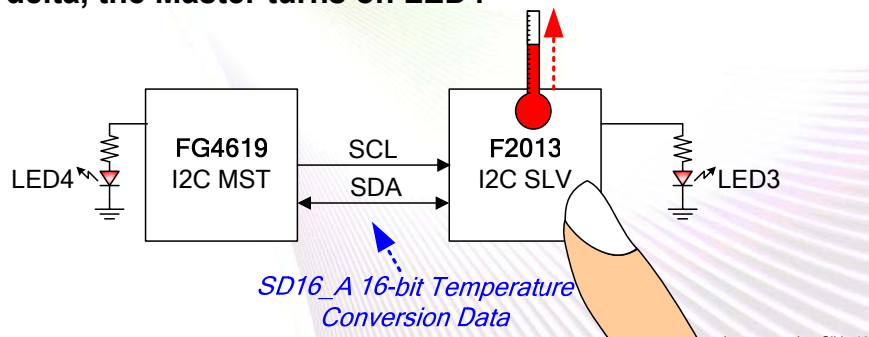 delta, the Master turns on LED4
FG4619
I2C MST
SCL
SDA
F2013
I2C SLV
LED4
LED3
SD16_A 16-bit Temperature
Conversion Data